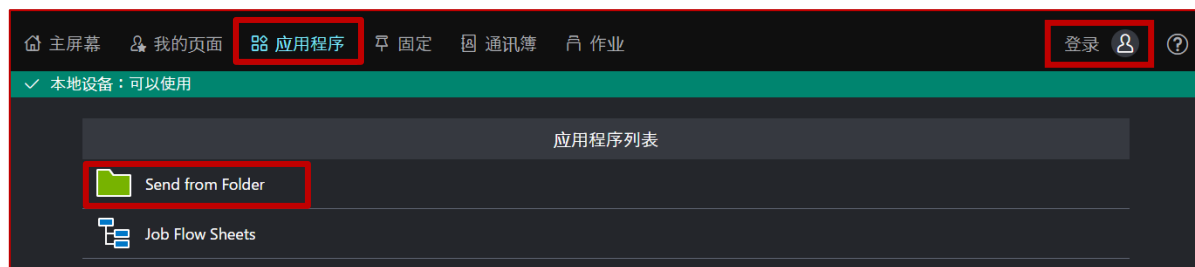 主屏幕 我的页面 应用程序 固定 通讯簿 作业 登录
本地设备：可以使用
应用程序列表
Send from Folder
Job Flow Sheets